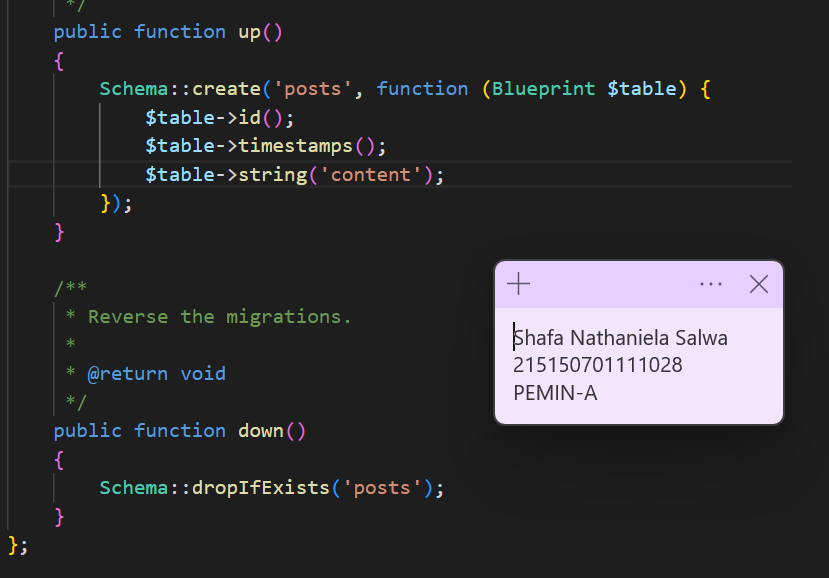 */
public function up()
{
Schema::create('posts', function (Blueprint $table) {
$table->id();
$table->timestamps();
$table->string('content');
});
}
/**
* Reverse the migrations.
*
* @return void
*/
public function down()
{
Schema::dropIfExists('posts');
}
};
Shafa Nathaniela Salwa
215150701111028
PEMIN-A